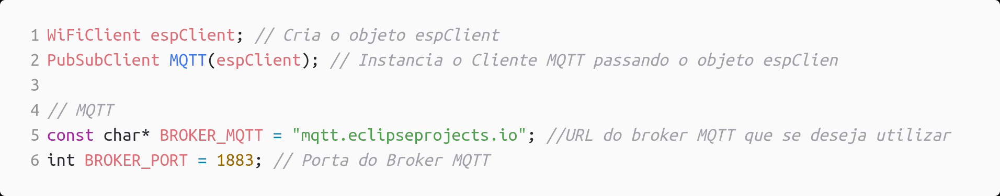 1 WiFiClient espClient; // Cria o objeto espClient
2 PubSubClient MQTT(espClient); // Instancia o Cliente MQTT passando o objeto espClien
3
4 // MQTT
5 const char* BROKER_MQTT = "mqtt.eclipseprojects.io"; //URL do broker MQTT que se deseja utilizar
6 int BROKER_PORT = 1883; // Porta do Broker MQTT